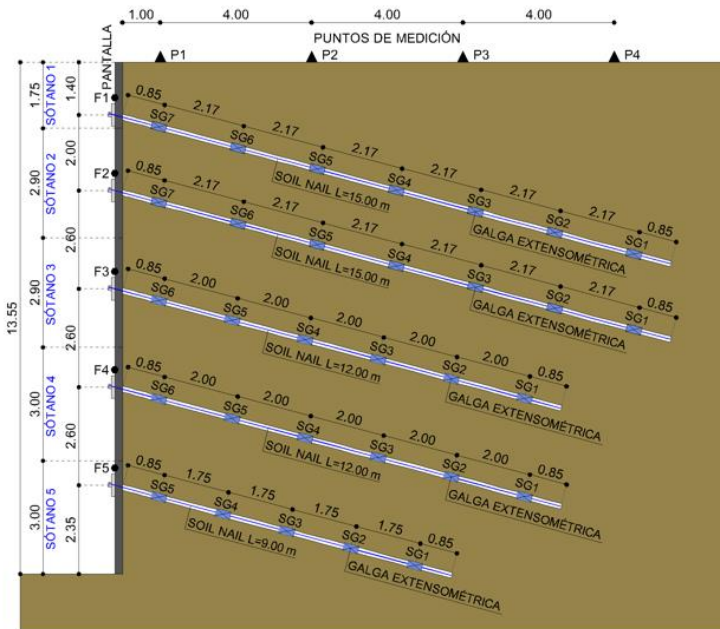 1.00 4.00 4.00 4.00
PUNTOS DE MEDICIÓN
P1 P2 P3 P4
PANTALLA
13.55
1.75 2.90 2.90 3.00 3.00
SÓTANO 1
SÓTANO 2
SÓTANO 3
SÓTANO 4
SÓTANO 5
1.40 2.00 2.60 2.60 2.60 2.35
F1
0.85 2.17 2.17 2.17 2.17 2.17 2.17 0.85
SG7 SG6 SG5 SG4 SG3 SG2 SG1
SOIL NAIL L=15.00 m
GALGA EXTENSOMÉTRICA
F2
0.85 2.17 2.17 2.17 2.17 2.17 2.17 0.85
SG7 SG6 SG5 SG4 SG3 SG2 SG1
SOIL NAIL L=15.00 m
GALGA EXTENSOMÉTRICA
F3
0.85 2.00 2.00 2.00 2.00 2.00 0.85
SG6 SG5 SG4 SG3 SG2 SG1
SOIL NAIL L=12.00 m
GALGA EXTENSOMÉTRICA
F4
0.85 2.00 2.00 2.00 2.00 2.00 0.85
SG6 SG5 SG4 SG3 SG2 SG1
SOIL NAIL L=12.00 m
GALGA EXTENSOMÉTRICA
F5
0.85 1.75 1.75 1.75 1.75 0.85
SG5 SG4 SG3 SG2 SG1
SOIL NAIL L=9.00 m
GALGA EXTENSOMÉTRICA